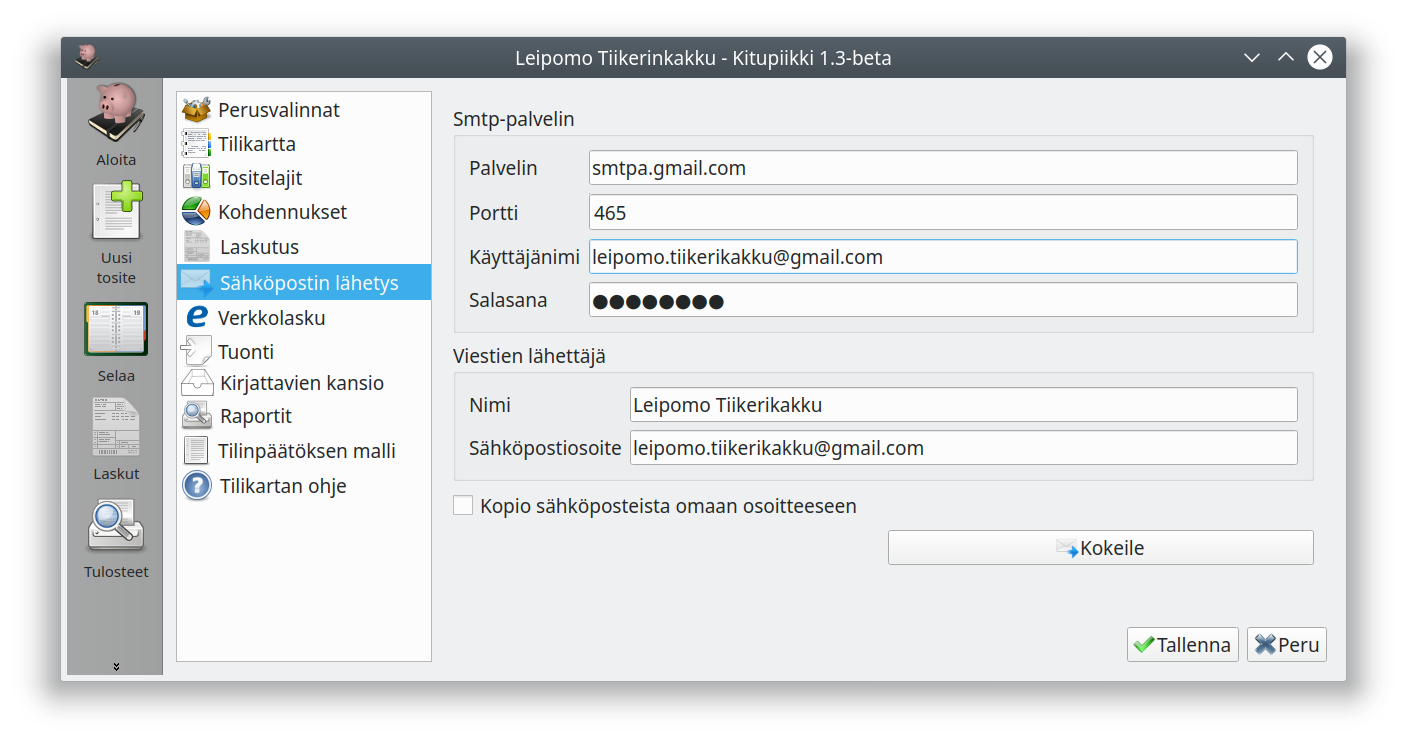 Leipomo Tiikerinkakku - Kitupiikki 1.3-beta
Aloita
Uusi
tosite
Selaa
Laskut
Tulosteet
Perusvalinnat
Tilikartta
Tositelajit
Kohdennukset
Laskutus
Sähköpostin lähetys
Verkkolasku
Tuonti
Kirjattavien kansio
Raportit
Tilinpäätöksen malli
Tilikartan ohje
Smtp-palvelin
Palvelin smtpa.gmail.com
Portti 465
Käyttäjänimi leipomo.tiikerikakku@gmail.com
Salasana ●●●●●●●●
Viestien lähettäjä
Nimi Leipomo Tiikerikakku
Sähköpostiosoite leipomo.tiikerikakku@gmail.com
Kopio sähköposteista omaan osoitteeseen
Kokeile
Tallenna Peru